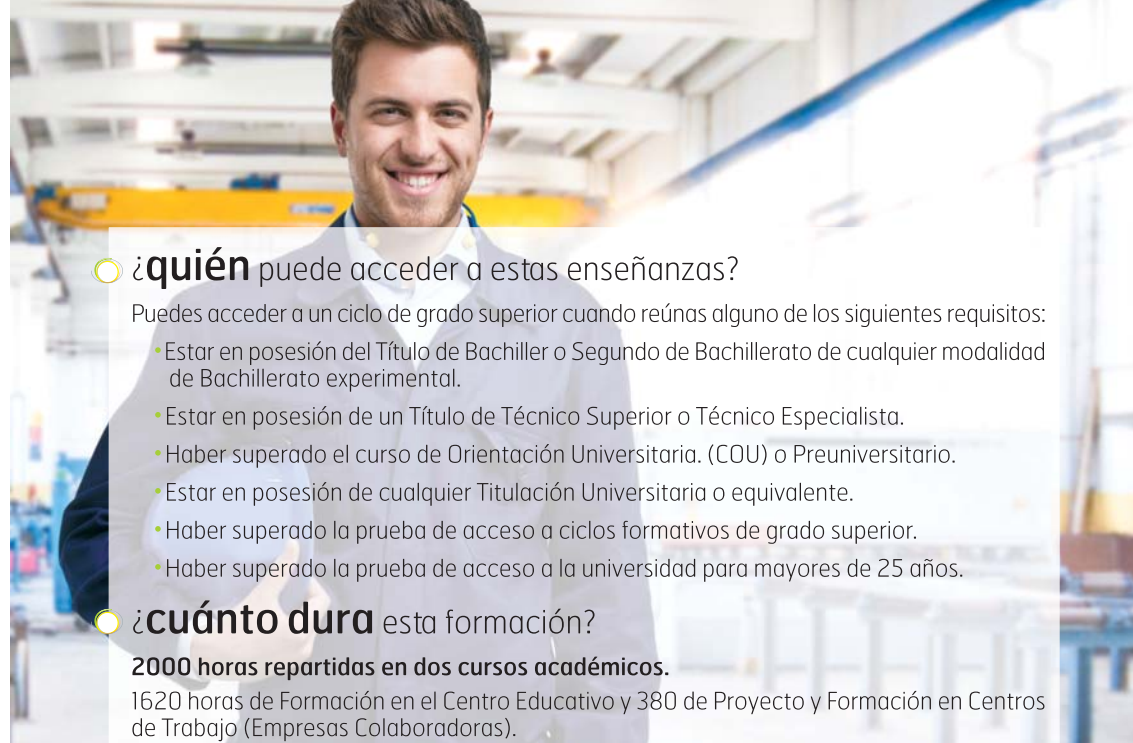 ¿quién puede acceder a estas enseñanzas?
Puedes acceder a un ciclo de grado superior cuando reúnas alguno de los siguientes requisitos:
•Estar en posesión del Título de Bachiller o Segundo de Bachillerato de cualquier modalidad
de Bachillerato experimental.
•Estar en posesión de un Título de Técnico Superior o Técnico Especialista.
•Haber superado el curso de Orientación Universitaria. (COU) o Preuniversitario.
•Estar en posesión de cualquier Titulación Universitaria o equivalente.
•Haber superado la prueba de acceso a ciclos formativos de grado superior.
•Haber superado la prueba de acceso a la universidad para mayores de 25 años.
¿cuánto dura esta formación?
2000 horas repartidas en dos cursos académicos.
1620 horas de Formación en el Centro Educativo y 380 de Proyecto y Formación en Centros
de Trabajo (Empresas Colaboradoras).